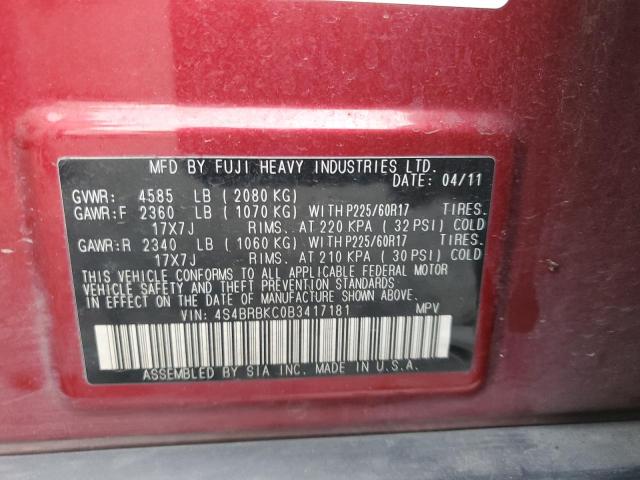 MFD BY FUJI HEAVY INDUSTRIES LTD.
DATE: 04/11
GVWR: 4585 LB (2080 KG)
GAWR:F 2360 LB (1070 KG) WITH P225/60R17 TIRES.
17X7J RIMS. AT 220 KPA (32 PSI) COLD
GAWR:R 2340 LB (1060 KG) WITH P225/60R17 TIRES.
17X7J RIMS. AT 210 KPA (30 PSI) COLD
THIS VEHICLE CONFORMS TO ALL APPLICABLE FEDERAL MOTOR
VEHICLE SAFETY AND THEFT PREVENTION STANDARDS
IN EFFECT ON THE DATE OF MANUFACTURE SHOWN ABOVE.
VIN: 4S4BRBKC0B3417181 MPV
ASSEMBLED BY SIA INC. MADE IN U.S.A.